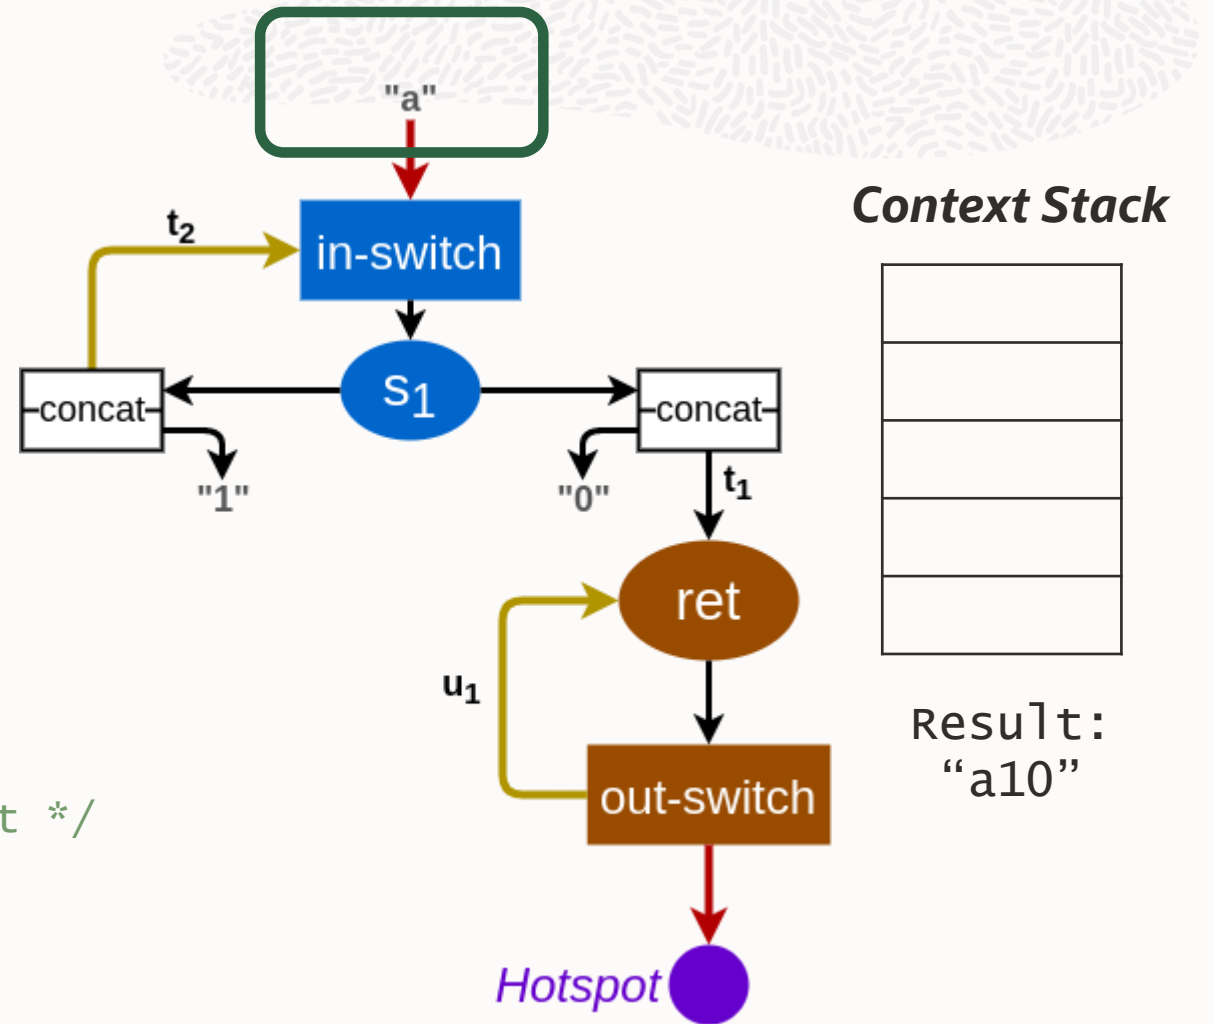 "a"
Context Stack
t2
in-switch
s1
concat
concat
"1"
"0"
t1
ret
u1
Result:
“a10”
out-switch
t */
Hotspot